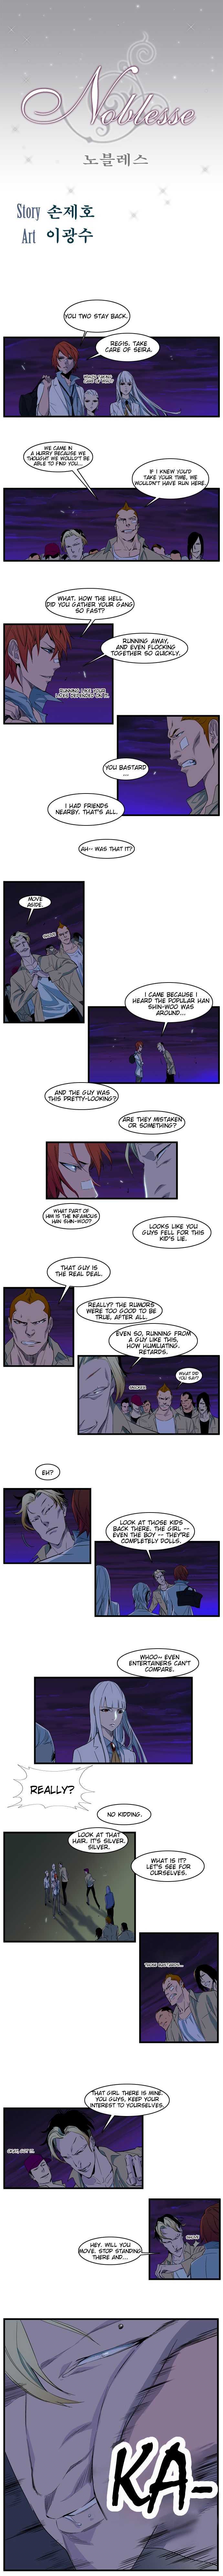 Noblesse
노블레스
Story 손제호
Art 이광수
YOU TWO STAY BACK.
REGIS. TAKE
CARE OF SEIRA.
WE CAME IN
A HURRY BECAUSE WE
THOUGHT WE WOULDN'T BE
ABLE TO FIND YOU...
IF I KNEW YOU'D
TAKE YOUR TIME, WE
WOULDN'T HAVE RUN HERE.
WHAT. HOW THE HELL
DID YOU GATHER YOUR GANG
SO FAST?
RUNNING AWAY,
AND EVEN FLOCKING
TOGETHER SO QUICKLY.
YOU BASTARD
...
I HAD FRIENDS
NEARBY. THAT'S ALL.
AH-- WAS THAT IT?
MOVE
ASIDE.
SHOVE
I CAME BECAUSE I
HEARD THE POPULAR HAN
SHIN-WOO WAS
AROUND...
AND THE GUY WAS
THIS PRETTY-LOOKING?
ARE THEY MISTAKEN
OR SOMETHING?
WHAT PART OF
HIM IS THE INFAMOUS
HAN SHIN-WOO?
LOOKS LIKE YOU
GUYS FELL FOR THIS
KID'S LIE.
THAT GUY IS
THE REAL DEAL.
REALLY? THE RUMORS
WERE TOO GOOD TO BE
TRUE, AFTER ALL.
EVEN SO, RUNNING FROM
A GUY LIKE THIS,
HOW HUMILIATING.
RETARDS.
SNICKER
WHAT DID
YOU SAY?
EH?
LOOK AT THOSE KIDS
BACK THERE. THE GIRL --
EVEN THE BOY -- THEY'RE
COMPLETELY DOLLS.
WHOO~ EVEN
ENTERTAINERS CAN'T
COMPARE.
REALLY?
NO KIDDING.
LOOK AT THAT
HAIR. IT'S SILVER.
SILVER.
WHAT IS IT?
LET'S SEE FOR
OURSELVES.
THOSE BASTARDS...
THAT GIRL THERE IS MINE.
YOU GUYS, KEEP YOUR
INTEREST TO YOURSELVES.
OKAY, GOT IT.
HEY. WILL YOU
MOVE. STOP STANDING
THERE AND...
SHOVE
KA-